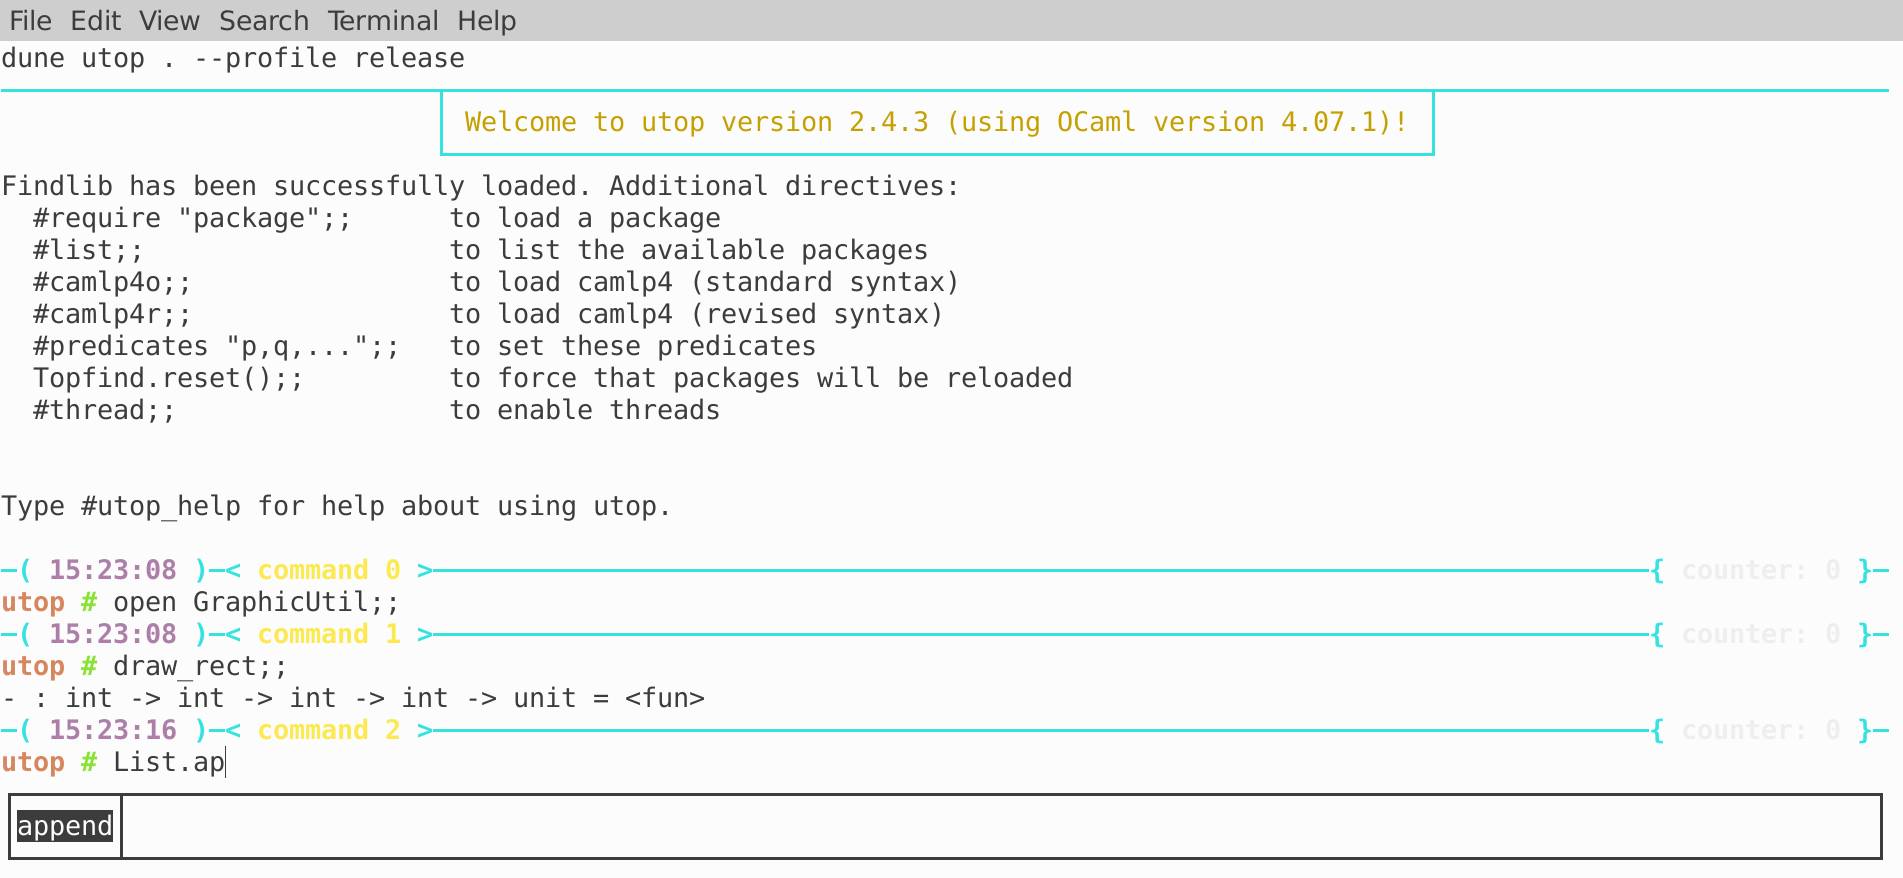 File Edit View Search Terminal Help
dune utop . --profile release
Welcome to utop version 2.4.3 (using OCaml version 4.07.1)!
Findlib has been successfully loaded. Additional directives:
  #require "package";;      to load a package
  #list;;                   to list the available packages
  #camlp4o;;                to load camlp4 (standard syntax)
  #camlp4r;;                to load camlp4 (revised syntax)
  #predicates "p,q,...";;   to set these predicates
  Topfind.reset();;         to force that packages will be reloaded
  #thread;;                 to enable threads
Type #utop_help for help about using utop.
─( 15:23:08 )─< command 0 >─{ counter: 0 }─
utop # open GraphicUtil;;
─( 15:23:08 )─< command 1 >─{ counter: 0 }─
utop # draw_rect;;
- : int -> int -> int -> int -> unit = <fun>
─( 15:23:16 )─< command 2 >─{ counter: 0 }─
utop # List.ap
append